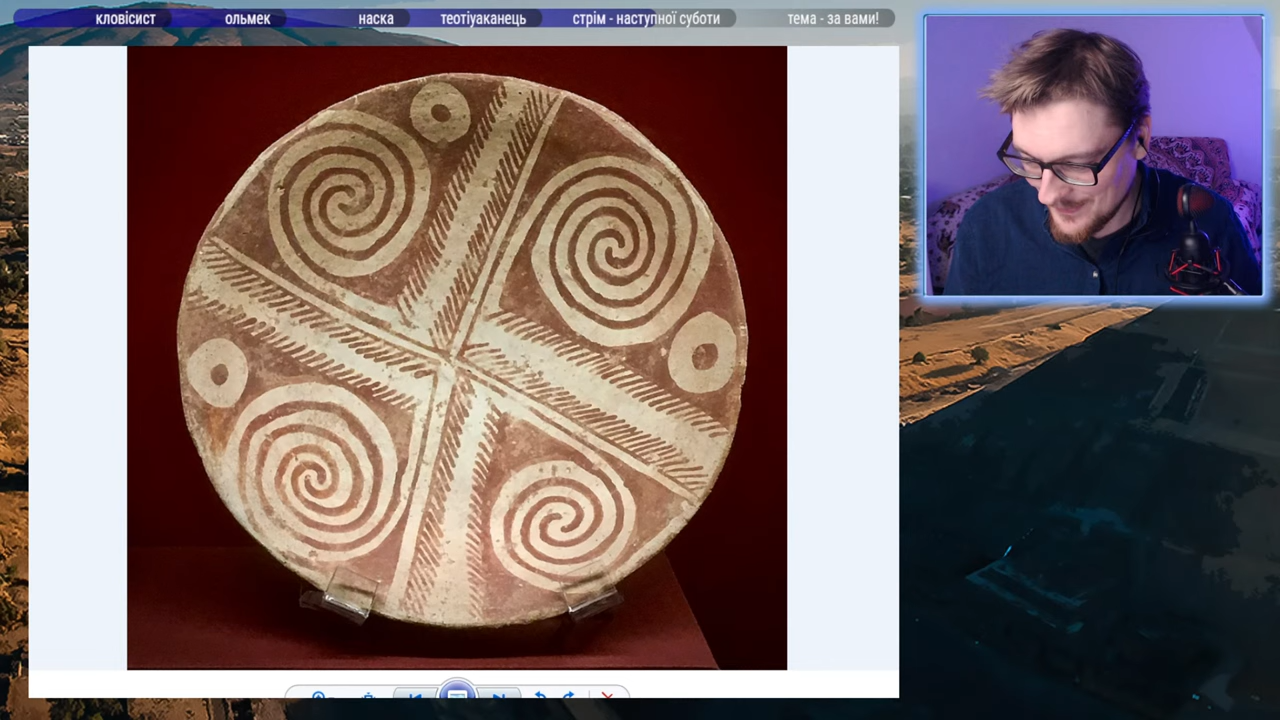 кловісист
ольмек
наска
теотіуаканець
стрім - наступної суботи
тема - за вами!